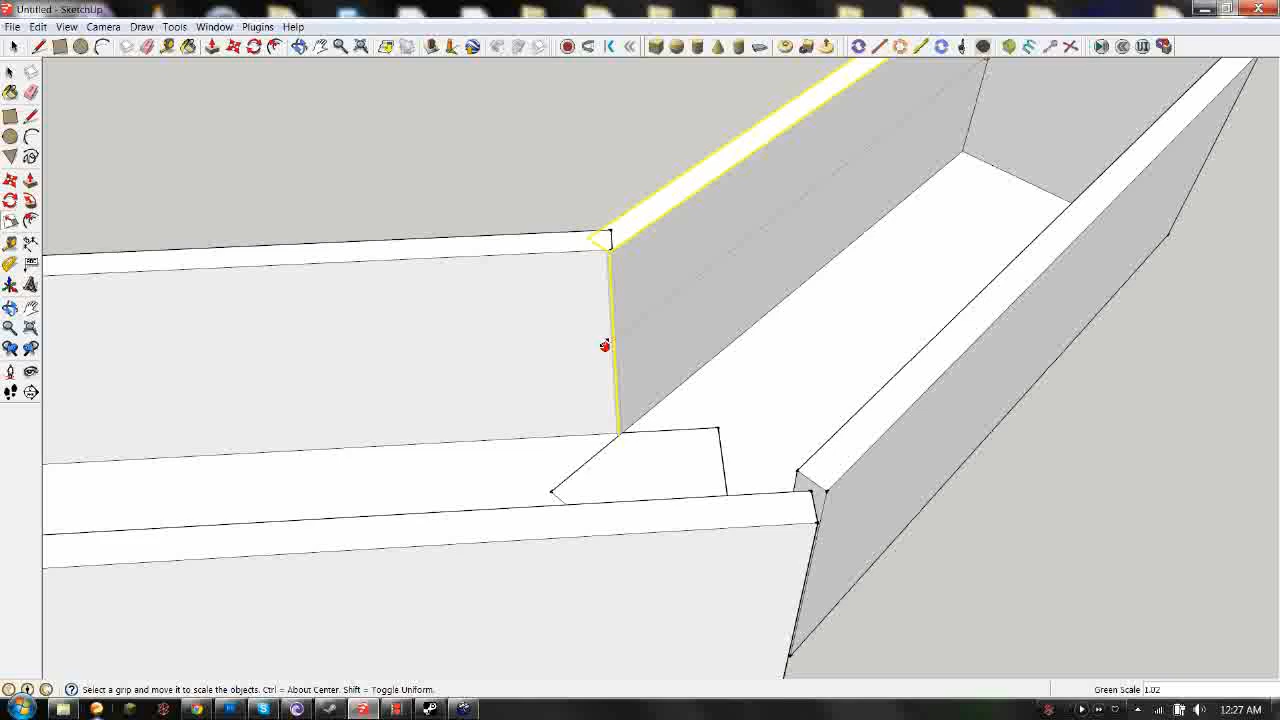 Untitled - SketchUp
File Edit View Camera Draw Tools Window Plugins Help
Select a grip and move it to scale the objects. Ctrl = About Center. Shift = Toggle Uniform.
Green Scale 1.02
12:27 AM